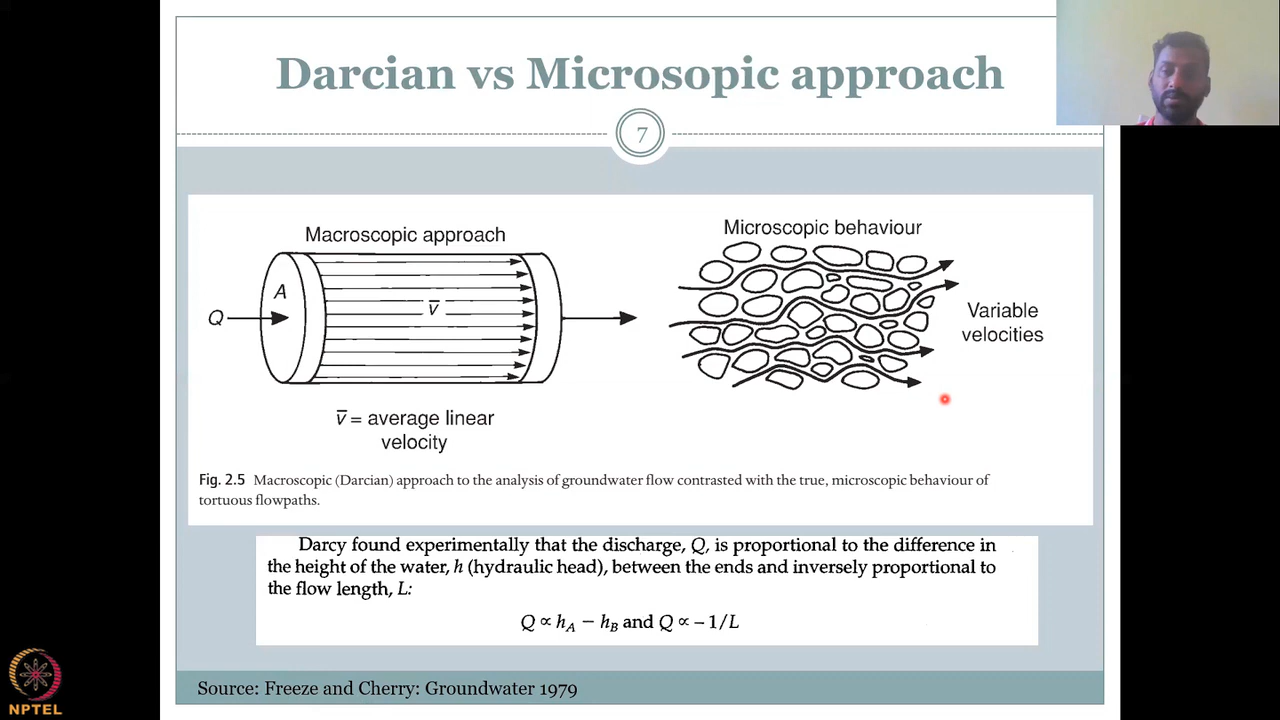 Darcian vs Microsopic approach
7
Macroscopic approach
A
Q
v̅
v̅ = average linear
velocity
Microscopic behaviour
Variable
velocities
Fig. 2.5 Macroscopic (Darcian) approach to the analysis of groundwater flow contrasted with the true, microscopic behaviour of
tortuous flowpaths.
Darcy found experimentally that the discharge, Q, is proportional to the difference in
the height of the water, h (hydraulic head), between the ends and inversely proportional to
the flow length, L:
Q ∝ hA − hB and Q ∝ − 1/L
Source: Freeze and Cherry: Groundwater 1979
NPTEL